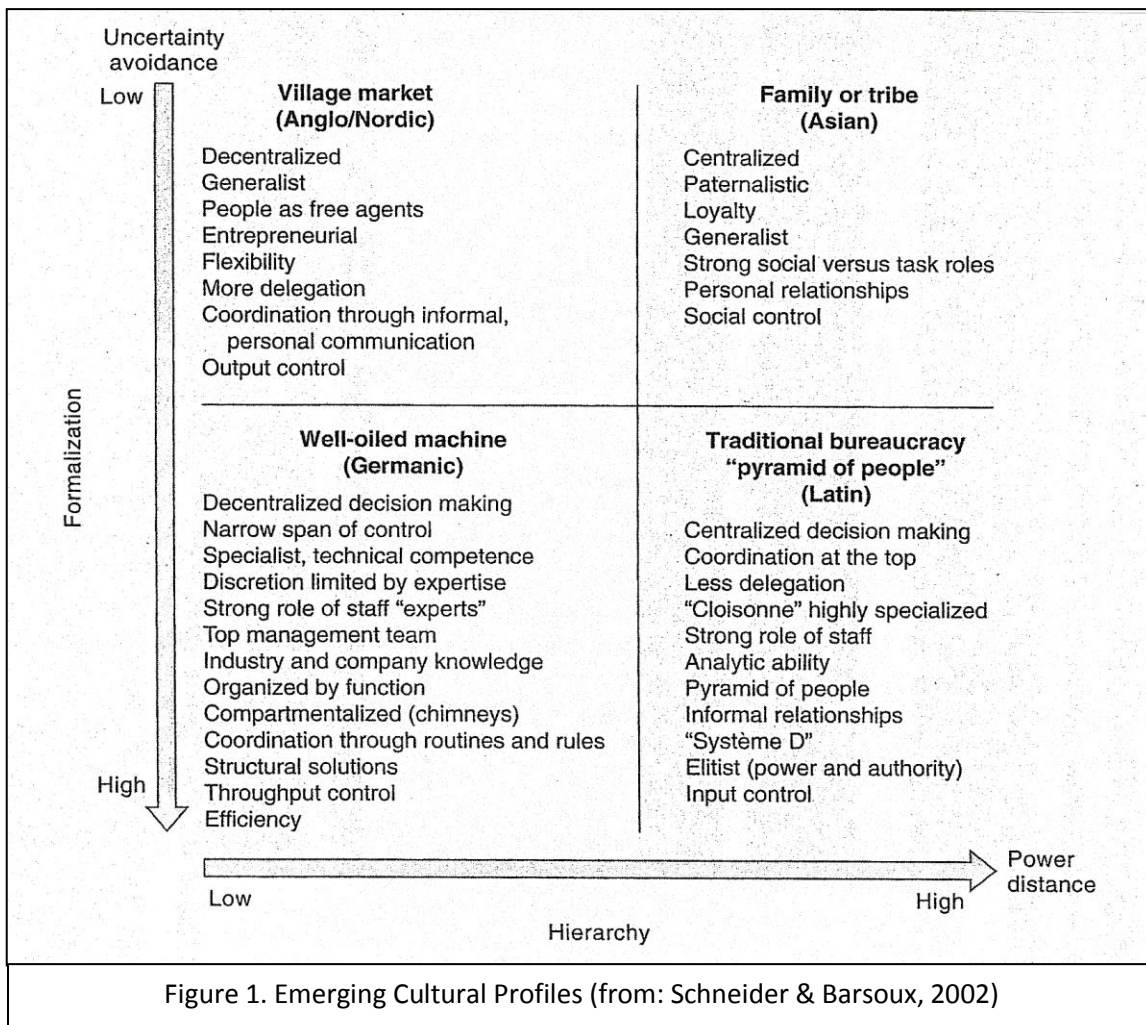 Uncertainty
avoidance
Low
Village market
(Anglo/Nordic)
Decentralized
Generalist
People as free agents
Entrepreneurial
Flexibility
More delegation
Coordination through informal,
personal communication
Output control
Family or tribe
(Asian)
Centralized
Paternalistic
Loyalty
Generalist
Strong social versus task roles
Personal relationships
Social control
Formalization
Well-oiled machine
(Germanic)
Decentralized decision making
Narrow span of control
Specialist, technical competence
Discretion limited by expertise
Strong role of staff “experts”
Top management team
Industry and company knowledge
Organized by function
Compartmentalized (chimneys)
Coordination through routines and rules
Structural solutions
Throughput control
Efficiency
Traditional bureaucracy
“pyramid of people”
(Latin)
Centralized decision making
Coordination at the top
Less delegation
“Cloisonne” highly specialized
Strong role of staff
Analytic ability
Pyramid of people
Informal relationships
“Système D”
Elitist (power and authority)
Input control
High
Low
High
Power
distance
Hierarchy
Figure 1. Emerging Cultural Profiles (from: Schneider & Barsoux, 2002)